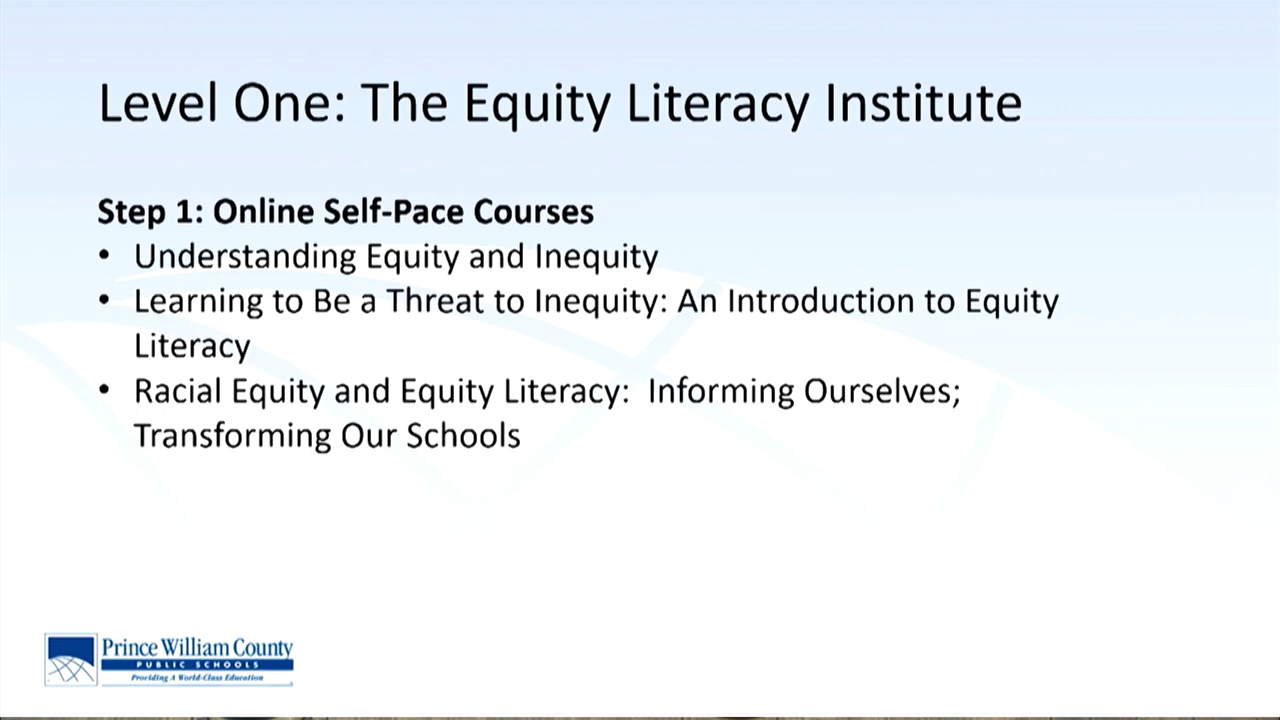 Level One: The Equity Literacy Institute
Step 1: Online Self-Pace Courses
• Understanding Equity and Inequity
• Learning to Be a Threat to Inequity: An Introduction to Equity
Literacy
• Racial Equity and Equity Literacy:  Informing Ourselves;
Transforming Our Schools
Prince William County
PUBLIC SCHOOLS
Providing A World-Class Education